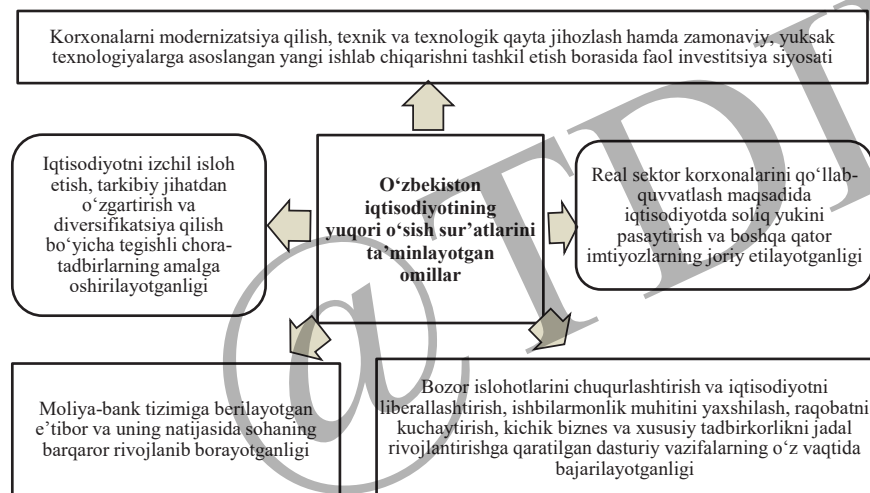 Korxonalarni modernizatsiya qilish, texnik va texnologik qayta jihozlash hamda zamonaviy, yuksak
texnologiyalarga asoslangan yangi ishlab chiqarishni tashkil etish borasida faol investitsiya siyosati
Iqtisodiyotni izchil isloh
etish, tarkibiy jihatdan
o‘zgartirish va
diversifikatsiya qilish
bo‘yicha tegishli chora-
tadbirlarning amalga
oshirilayotganligi
O‘zbekiston
iqtisodiyotining
yuqori o‘sish sur’atlarini
ta’minlayotgan
omillar
Real sektor korxonalarini qo‘llab-
quvvatlash maqsadida
iqtisodiyotda soliq yukini
pasaytirish va boshqa qator
imtiyozlarning joriy etilayotganligi
Moliya-bank tizimiga berilayotgan
e’tibor va uning natijasida sohaning
barqaror rivojlanib borayotganligi
Bozor islohotlarini chuqurlashtirish va iqtisodiyotni
liberallashtirish, ishbilarmonlik muhitini yaxshilash, raqobatni
kuchaytirish, kichik biznes va xususiy tadbirkorlikni jadal
rivojlantirishga qaratilgan dasturiy vazifalarning o‘z vaqtida
bajarilayotganligi